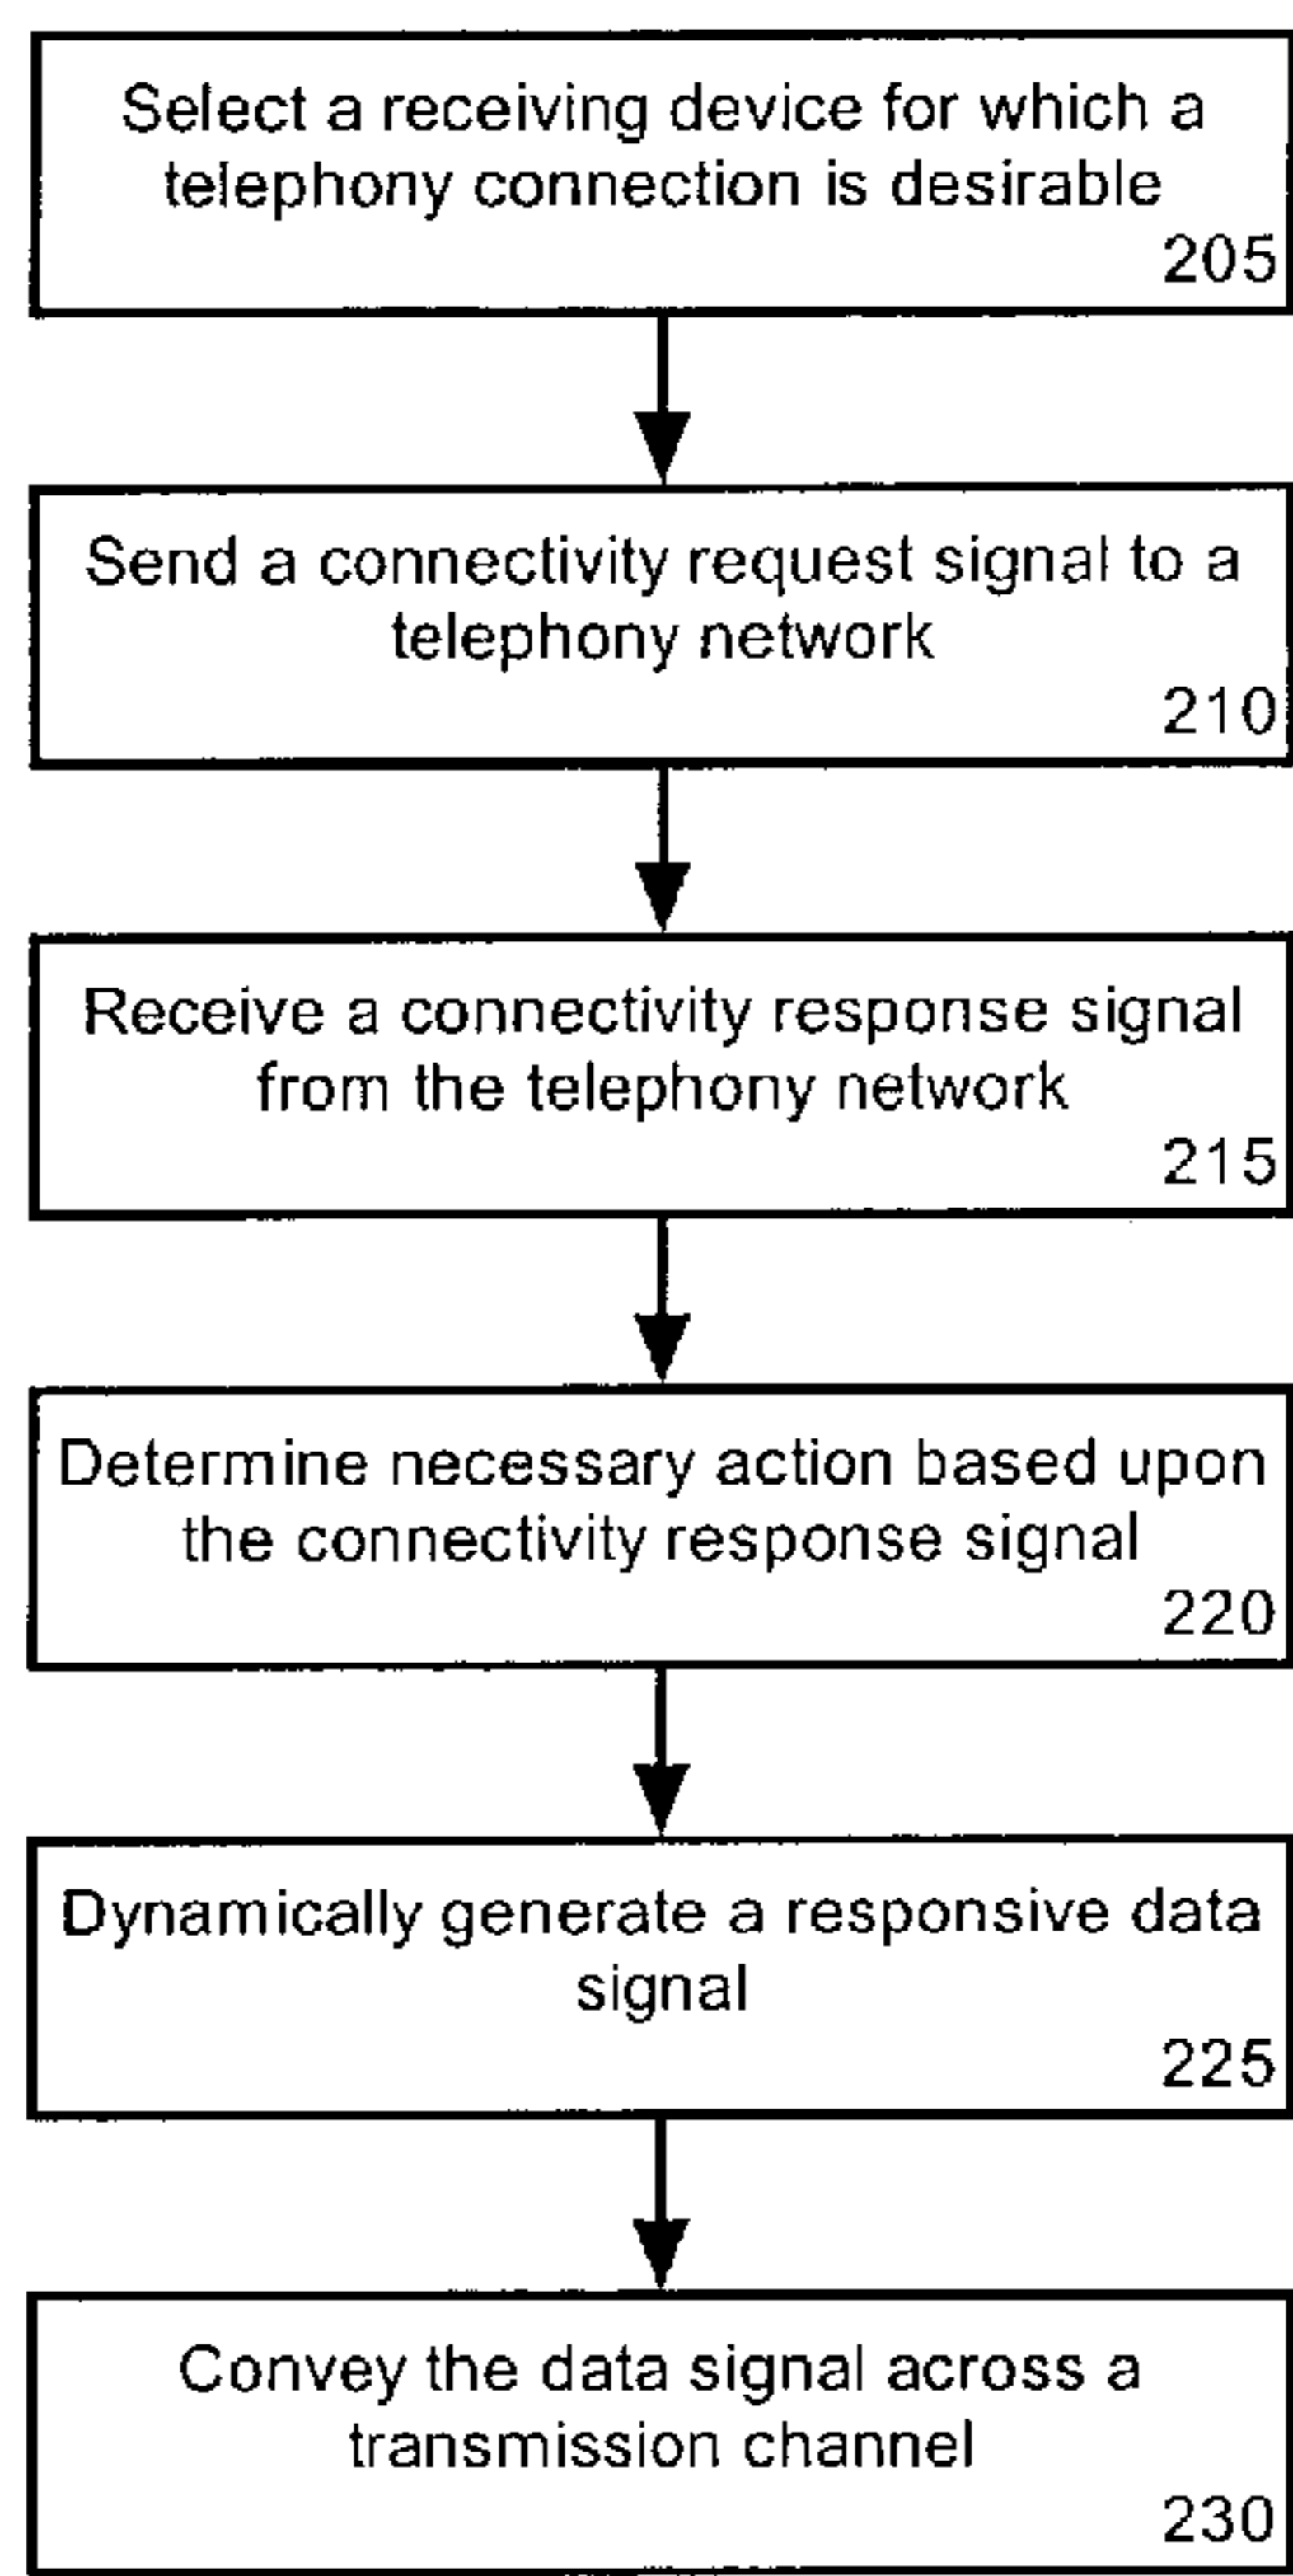 Select a receiving device for which a
telephony connection is desirable
205
Send a connectivity request signal to a
telephony network
210
Receive a connectivity response signal
from the telephony network
215
Determine necessary action based upon
the connectivity response signal
220
Dynamically generate a responsive data
signal
225
Convey the data signal across a
transmission channel
230